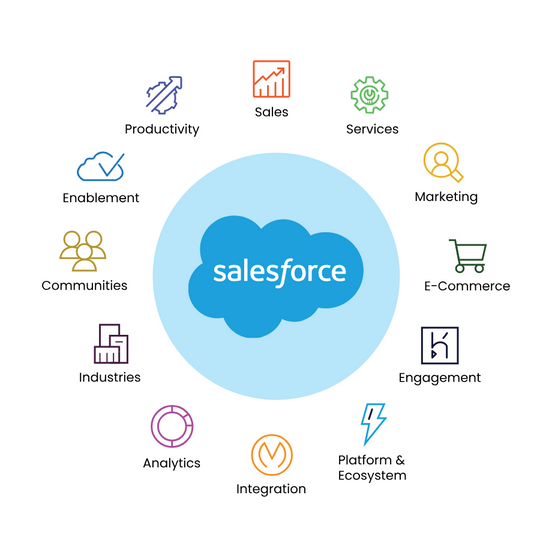 Sales
Productivity
Services
Enablement
Marketing
salesforce
Communities
E-Commerce
Industries
Engagement
Analytics
Platform &
Ecosystem
Integration